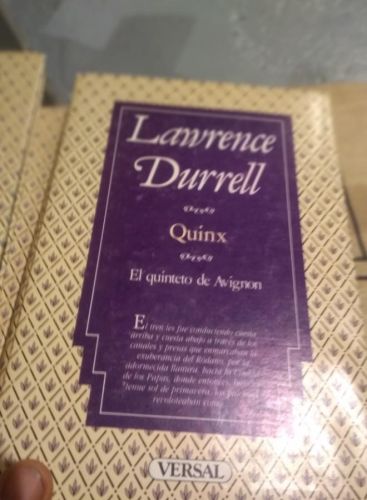 Lawrence
Durrell
Quinx
El quinteto de Avignon
El tren les fue conduciendo cuesta
arriba y cuesta abajo a través de los
canales y presas que enmarcaban la
exuberancia del Ródano, por la
adormecida llanura, hacia la
de los Papas, donde entonces,
sol de primavera, los
revoloteaban como
VERSAL